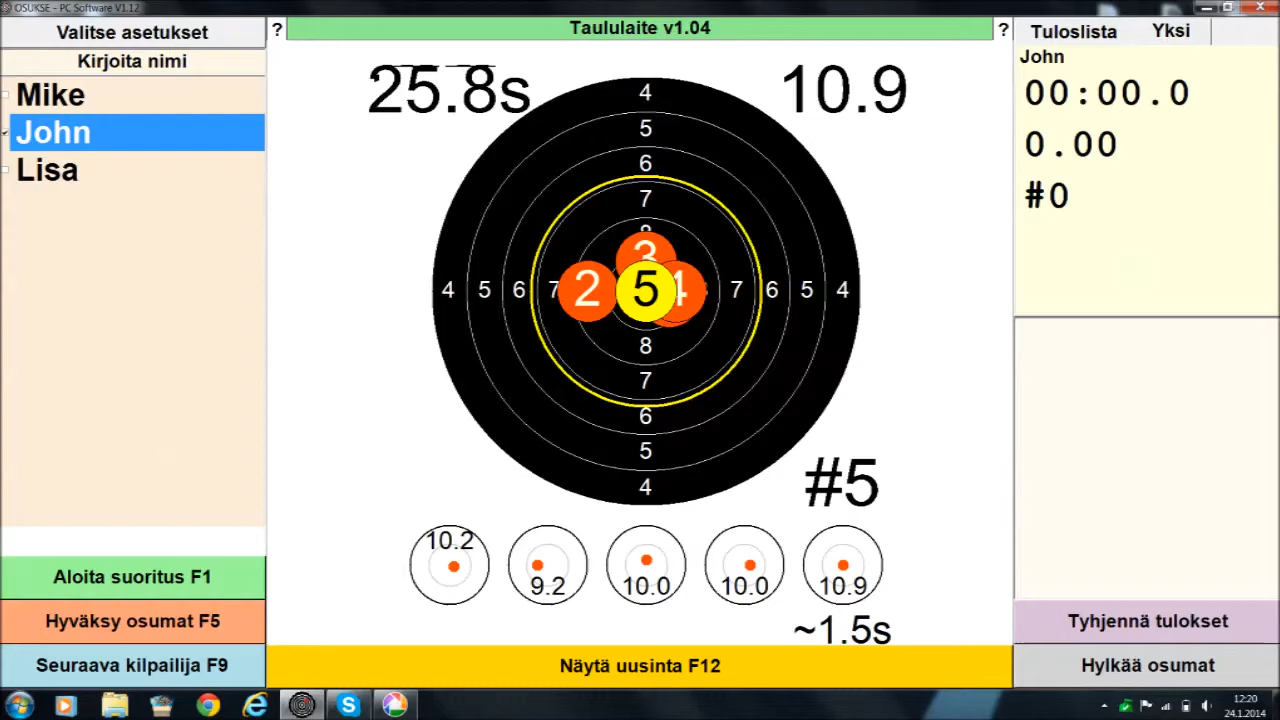 OSUKSE - PC Software V1.12
Valitse asetukset
?
Taululaite v1.04
?
Tuloslista
Yksi
Kirjoita nimi
John
Mike
John
Lisa
00:00.0
0.00
#0
25.8s
10.9
4
5
6
7
8
3
4 5 6 7 2 5 4 7 6 5 4
8
7
6
5
4
#5
10.2
9.2
10.0
10.0
10.9
~1.5s
Aloita suoritus F1
Hyväksy osumat F5
Seuraava kilpailija F9
Näytä uusinta F12
Tyhjennä tulokset
Hylkää osumat
12:20
24.1.2014